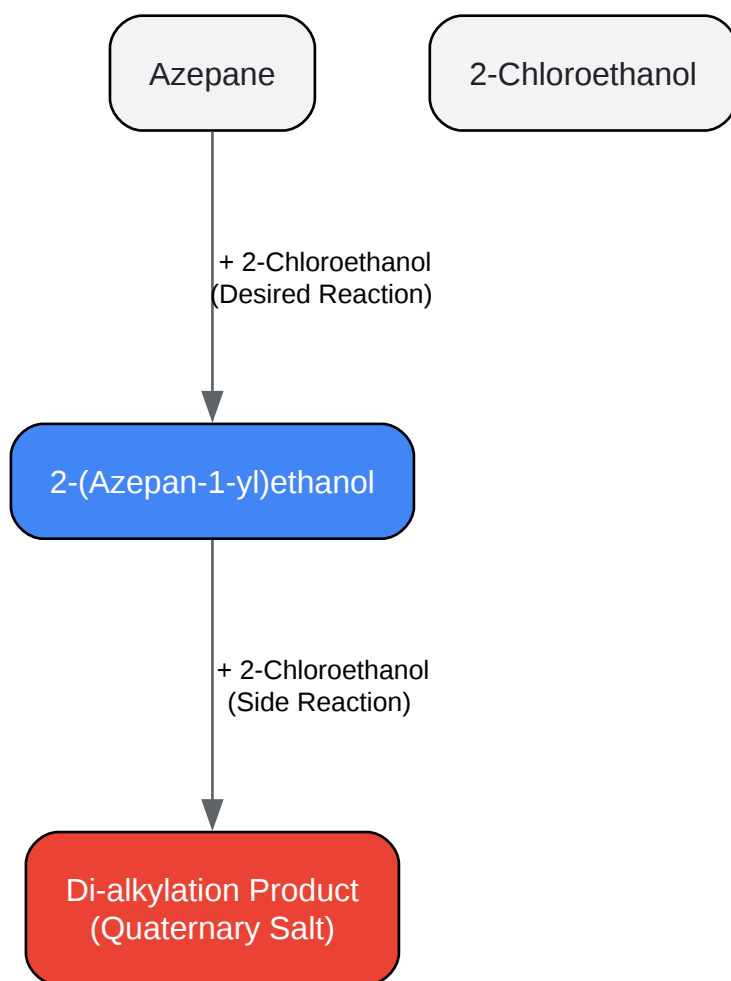 Azepane
2-Chloroethanol
+ 2-Chloroethanol
(Desired Reaction)
2-(Azepan-1-yl)ethanol
+ 2-Chloroethanol
(Side Reaction)
Di-alkylation Product
(Quaternary Salt)